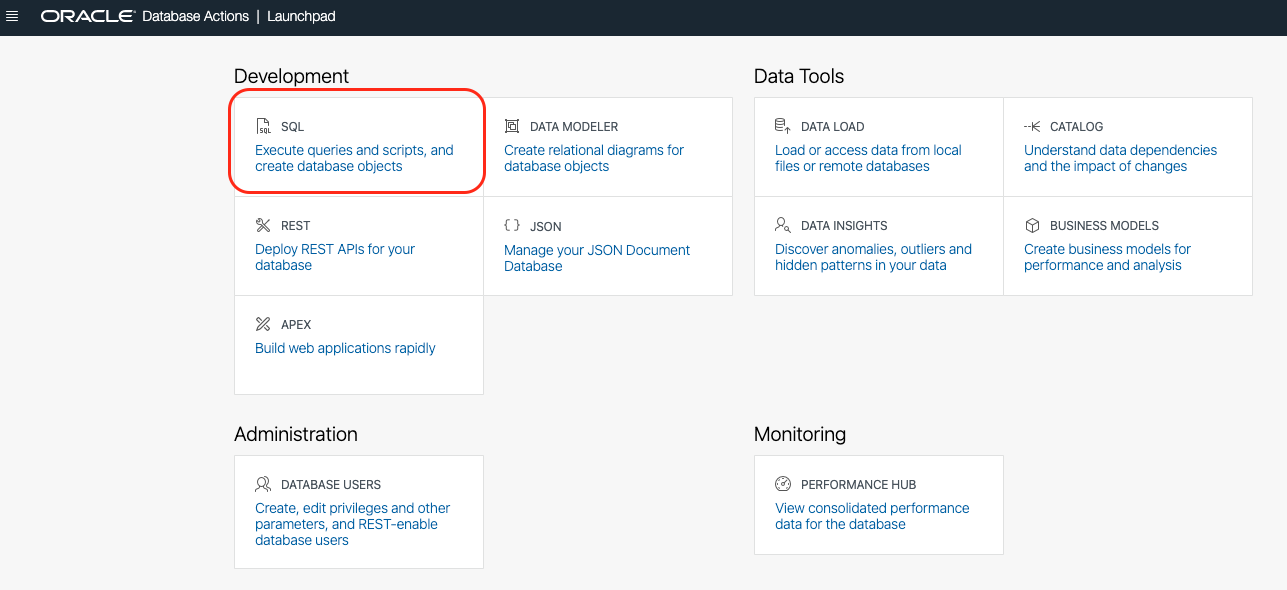 ORACLE Database Actions | Launchpad
Development
SQL
Execute queries and scripts, and
create database objects
DATA MODELER
Create relational diagrams for
database objects
REST
Deploy REST APIs for your
database
{ } JSON
Manage your JSON Document
Database
APEX
Build web applications rapidly
Data Tools
DATA LOAD
Load or access data from local
files or remote databases
CATALOG
Understand data dependencies
and the impact of changes
DATA INSIGHTS
Discover anomalies, outliers and
hidden patterns in your data
BUSINESS MODELS
Create business models for
performance and analysis
Administration
DATABASE USERS
Create, edit privileges and other
parameters, and REST-enable
database users
Monitoring
PERFORMANCE HUB
View consolidated performance
data for the database